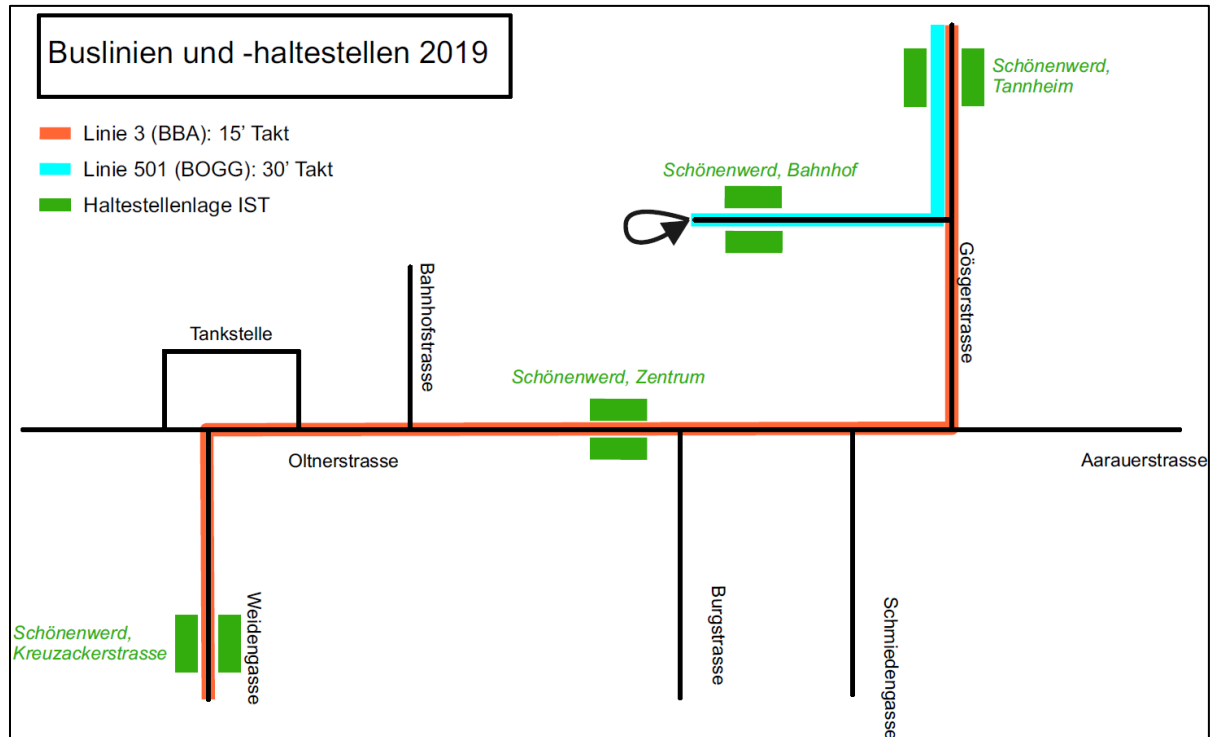 Buslinien und -haltestellen 2019
Linie 3 (BBA): 15' Takt
Linie 501 (BOGG): 30' Takt
Haltestellenlage IST
Schönenwerd,
Tannheim
Schönenwerd, Bahnhof
Gösgerstrasse
Bahnhofstrasse
Tankstelle
Schönenwerd, Zentrum
Oltnerstrasse
Aarauerstrasse
Weidengasse
Burgstrasse
Schmiedengasse
Schönenwerd,
Kreuzackerstrasse